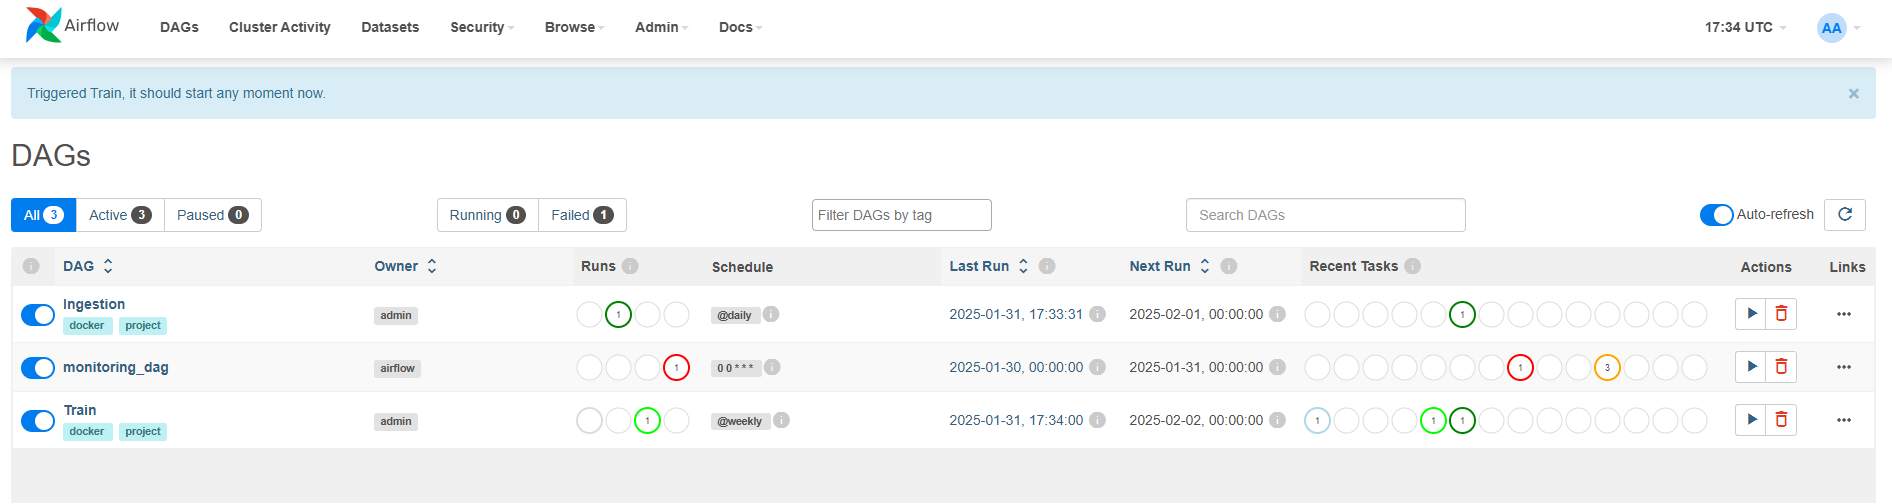 Airflow DAGs Cluster Activity Datasets Security Browse Admin Docs 17:34 UTC AA
Triggered Train, it should start any moment now. ×
DAGs
All 3 Active 3 Paused 0 Running 0 Failed 1 Filter DAGs by tag Search DAGs Auto-refresh
i DAG Owner Runs i Schedule Last Run i Next Run i Recent Tasks i Actions Links
Ingestion
docker project admin 1 @daily i 2025-01-31, 17:33:31 i 2025-02-01, 00:00:00 i 1
monitoring_dag airflow 1 0 0 * * * i 2025-01-30, 00:00:00 i 2025-01-31, 00:00:00 i 1 3
Train
docker project admin 1 @weekly i 2025-01-31, 17:34:00 i 2025-02-02, 00:00:00 i 1 1 1